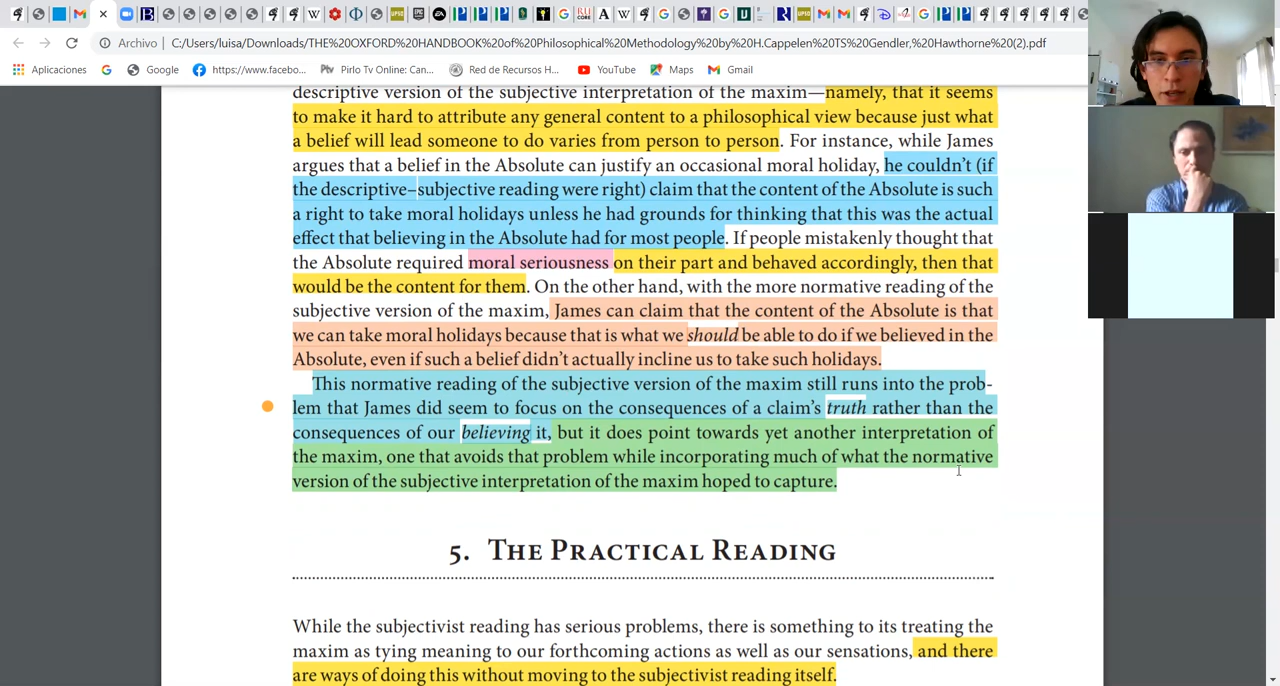 Archivo
C:/Users/luisa/Downloads/THE%20OXFORD%20HANDBOOK%20of%20Philosophical%20Methodology%20by%20H.Cappelen%20TS%20Gendler,%20Hawthorne%20(2).pdf
Aplicaciones
Google
https://www.facebo...
Pirlo Tv Online: Can...
Red de Recursos H...
YouTube
Maps
Gmail
descriptive version of the subjective interpretation of the maxim—namely, that it seems
to make it hard to attribute any general content to a philosophical view because just what
a belief will lead someone to do varies from person to person. For instance, while James
argues that a belief in the Absolute can justify an occasional moral holiday, he couldn't (if
the descriptive–subjective reading were right) claim that the content of the Absolute is such
a right to take moral holidays unless he had grounds for thinking that this was the actual
effect that believing in the Absolute had for most people. If people mistakenly thought that
the Absolute required moral seriousness on their part and behaved accordingly, then that
would be the content for them. On the other hand, with the more normative reading of the
subjective version of the maxim, James can claim that the content of the Absolute is that
we can take moral holidays because that is what we should be able to do if we believed in the
Absolute, even if such a belief didn't actually incline us to take such holidays.
This normative reading of the subjective version of the maxim still runs into the prob-
lem that James did seem to focus on the consequences of a claim's truth rather than the
consequences of our believing it, but it does point towards yet another interpretation of
the maxim, one that avoids that problem while incorporating much of what the normative
version of the subjective interpretation of the maxim hoped to capture.
5. The Practical Reading
While the subjectivist reading has serious problems, there is something to its treating the
maxim as tying meaning to our forthcoming actions as well as our sensations, and there
are ways of doing this without moving to the subjectivist reading itself.